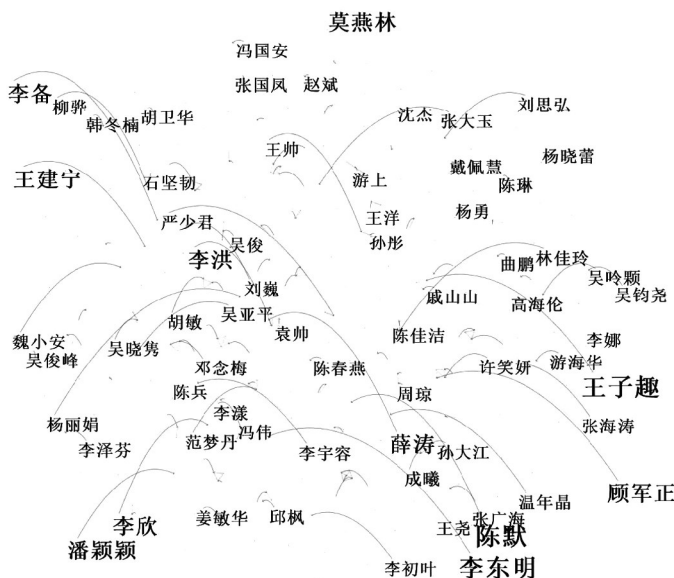 莫燕林
冯国安
张国凤
赵斌
李备
柳骅
韩冬楠
胡卫华
沈杰
张大玉
刘思弘
王帅
杨晓蕾
戴佩慧
陈琳
游上
王建宁
石坚韧
王洋
杨勇
严少君
孙彤
吴俊
李洪
曲鹏
林佳玲
吴吟颖
吴钧尧
刘巍
戚山山
高海伦
吴亚平
胡敏
袁帅
陈佳洁
李娜
魏小安
吴俊峰
吴晓隽
邓念梅
陈春燕
许笑妍
游海华
王子趣
陈兵
周琼
李漾
杨丽娟
冯伟
范梦丹
张海涛
李泽芬
李宇容
薛涛
孙大江
成曦
顾军正
温年晶
姜敏华
邱枫
李欣
王尧
张广海
陈默
潘颖颖
李初叶
李东明